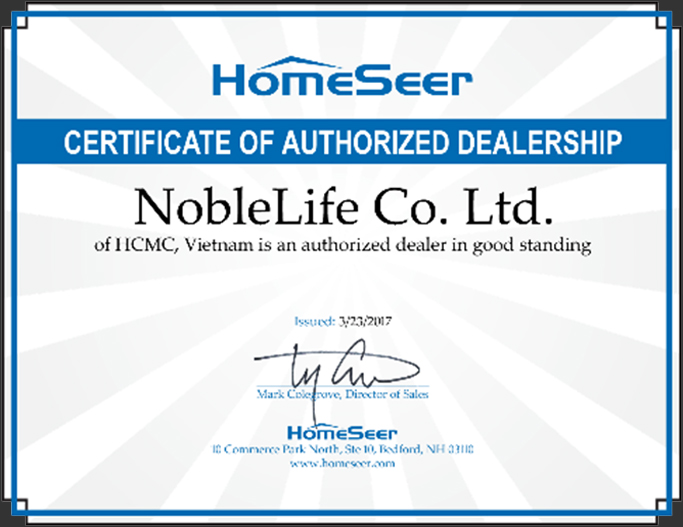 HomeSeer
CERTIFICATE OF AUTHORIZED DEALERSHIP
NobleLife Co. Ltd.
of HCMC, Vietnam is an authorized dealer in good standing
Issued: 3/23/2017
Mark Colegrove, Director of Sales
HomeSeer
10 Commerce Park North, Ste 10, Bedford, NH 03110
www.homeseer.com